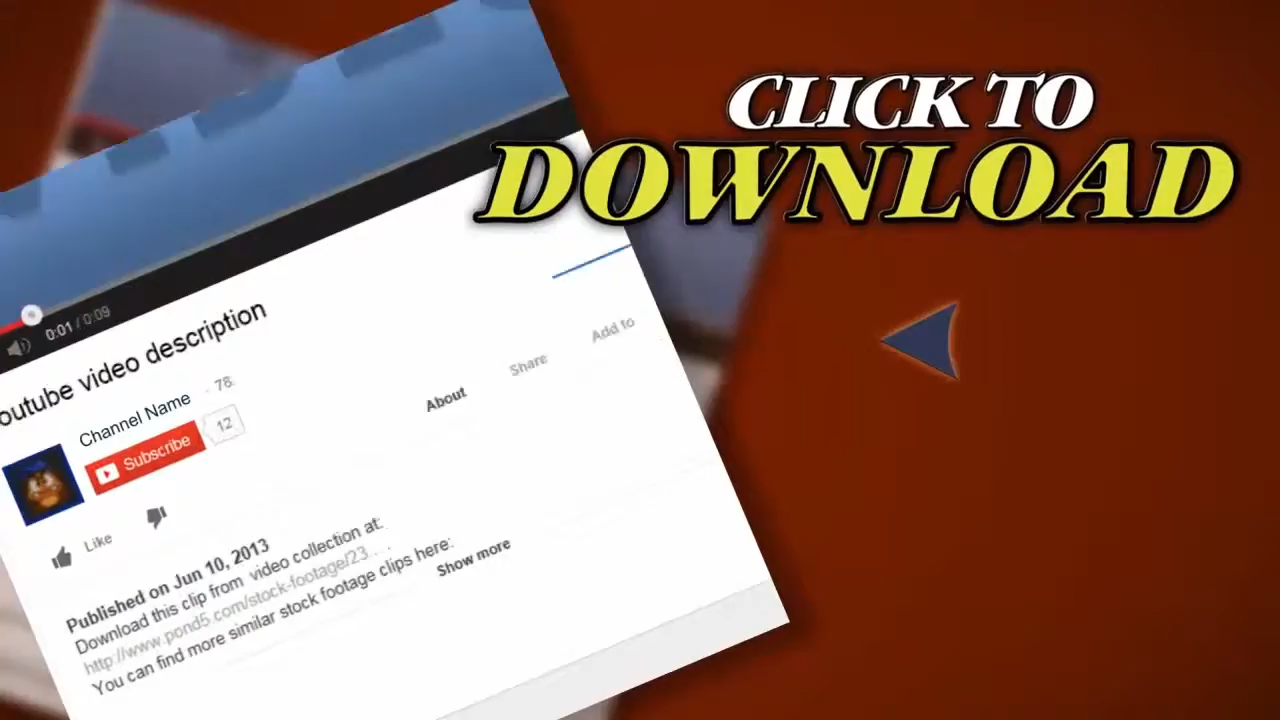 CLICK TO
DOWNLOAD
0:01 / 0:09
outube video description
Channel Name
78
Subscribe
12
About
Share
Add to
Like
Published on Jun 10, 2013
Download this clip from video collection at:
http://www.pond5.com/stock-footage/23...
You can find more similar stock footage clips here:
Show more